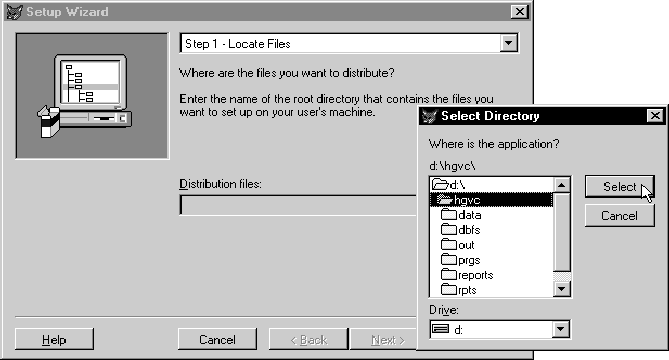 Setup Wizard
Step 1 - Locate Files
Where are the files you want to distribute?
Enter the name of the root directory that contains the files you
want to set up on your user's machine.
Distribution files:
Help
Cancel
< Back
Next >
Select Directory
Where is the application?
d:\hgvc\
d:\
hgvc
data
dbfs
out
prgs
reports
rpts
Select
Cancel
Drive:
d: